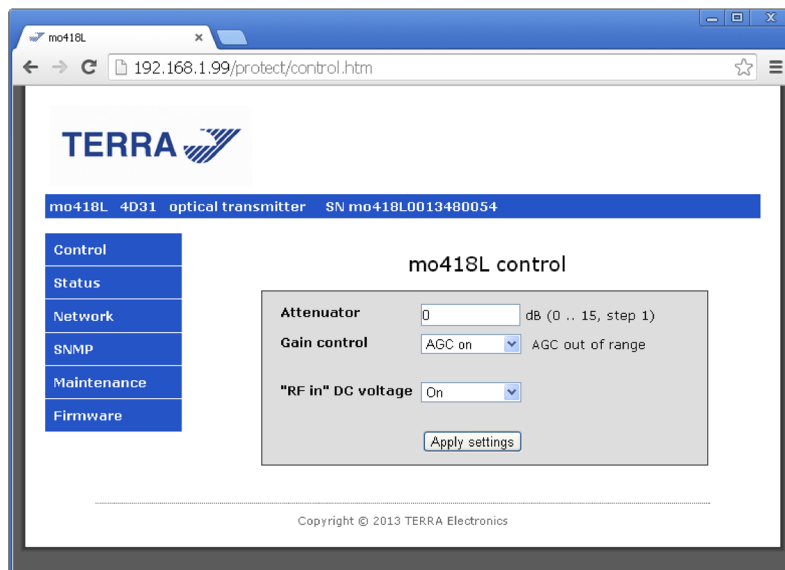 mo418L
192.168.1.99/protect/control.htm
TERRA
mo418L 4D31 optical transmitter SN mo418L0013480054
Control
Status
Network
SNMP
Maintenance
Firmware
mo418L control
Attenuator 0 dB (0 .. 15, step 1)
Gain control AGC on AGC out of range
"RF in" DC voltage On
Apply settings
Copyright © 2013 TERRA Electronics